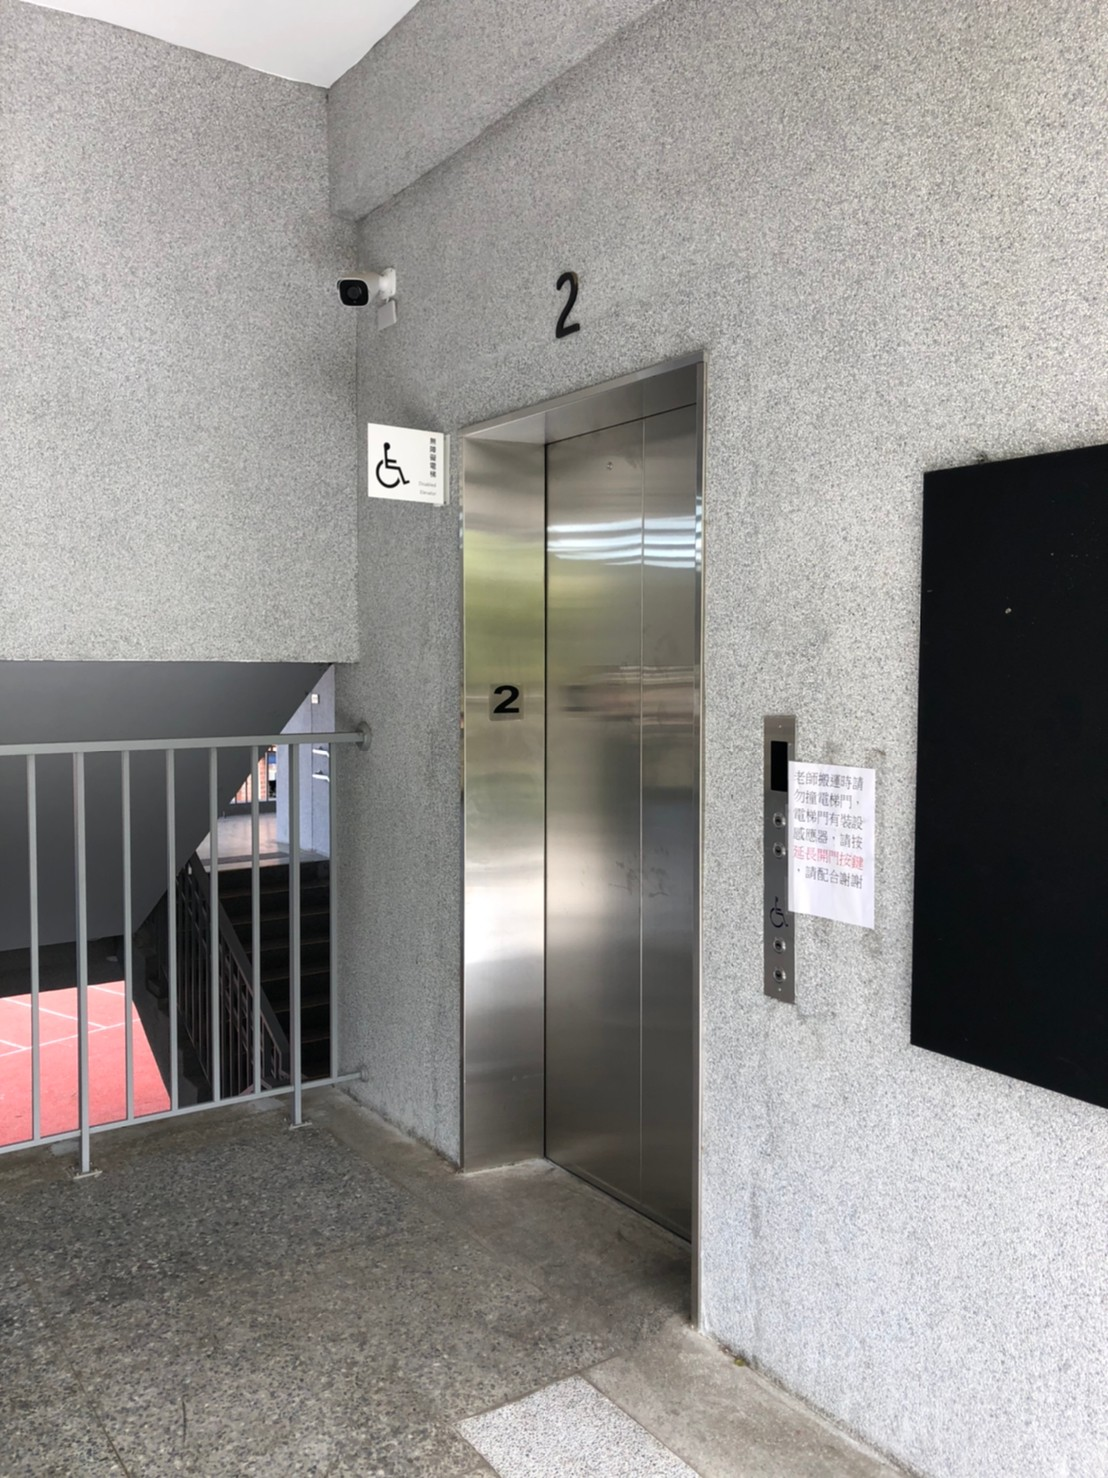 2
無障礙電梯
Disabled
Elevator
2
老師搬運時請
勿撞電梯門，
電梯門有裝設
感應器，請按
延長開門按鍵
，請配合謝謝